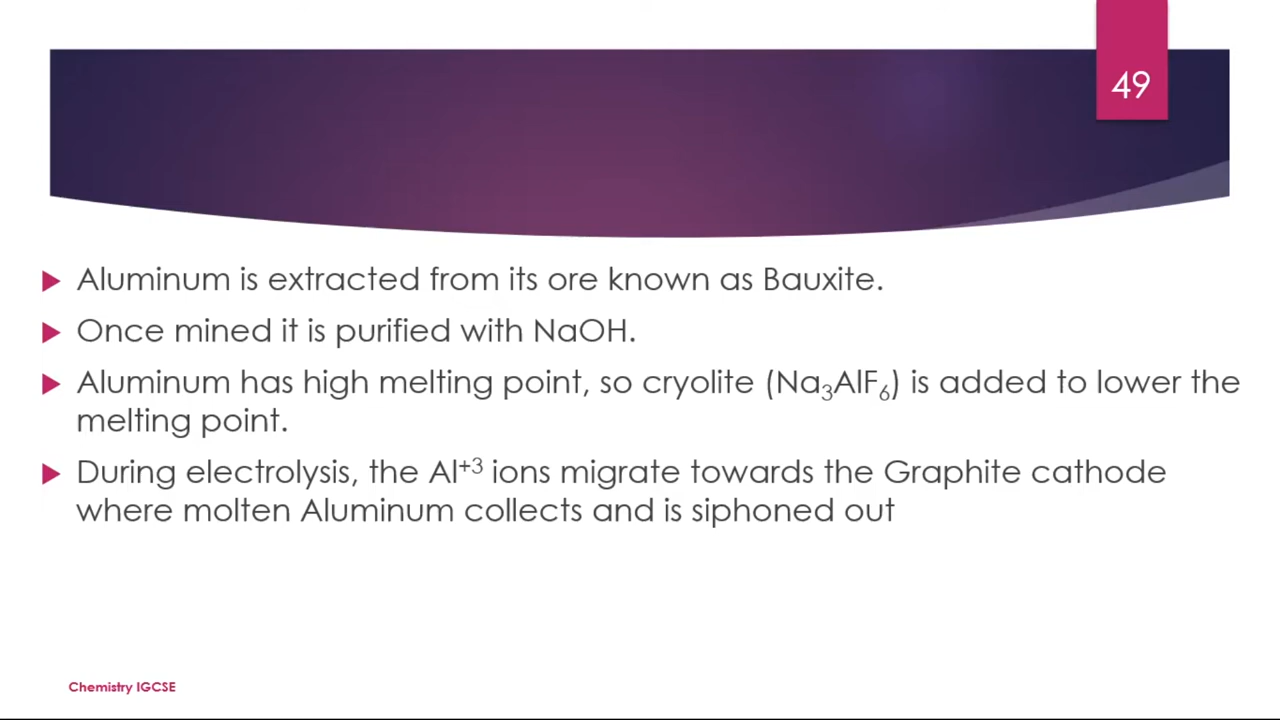 49
Aluminum is extracted from its ore known as Bauxite.
Once mined it is purified with NaOH.
Aluminum has high melting point, so cryolite (Na₃AlF₆) is added to lower the
melting point.
During electrolysis, the Al⁺³ ions migrate towards the Graphite cathode
where molten Aluminum collects and is siphoned out
Chemistry IGCSE